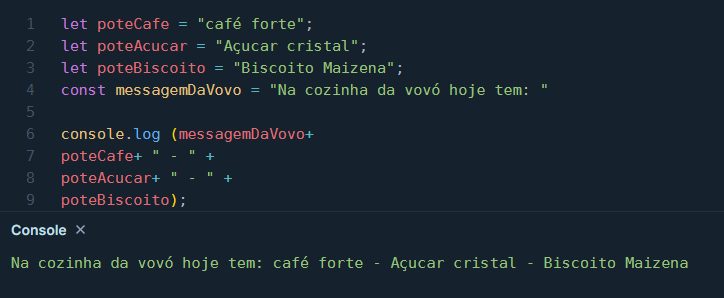 1 let poteCafe = "café forte";
2 let poteAcucar = "Açucar cristal";
3 let poteBiscoito = "Biscoito Maizena";
4 const messagemDaVovo = "Na cozinha da vovó hoje tem: "
5
6 console.log (messagemDaVovo+
7 poteCafe+ " - " +
8 poteAcucar+ " - " +
9 poteBiscoito);
Console ✕
Na cozinha da vovó hoje tem: café forte - Açucar cristal - Biscoito Maizena